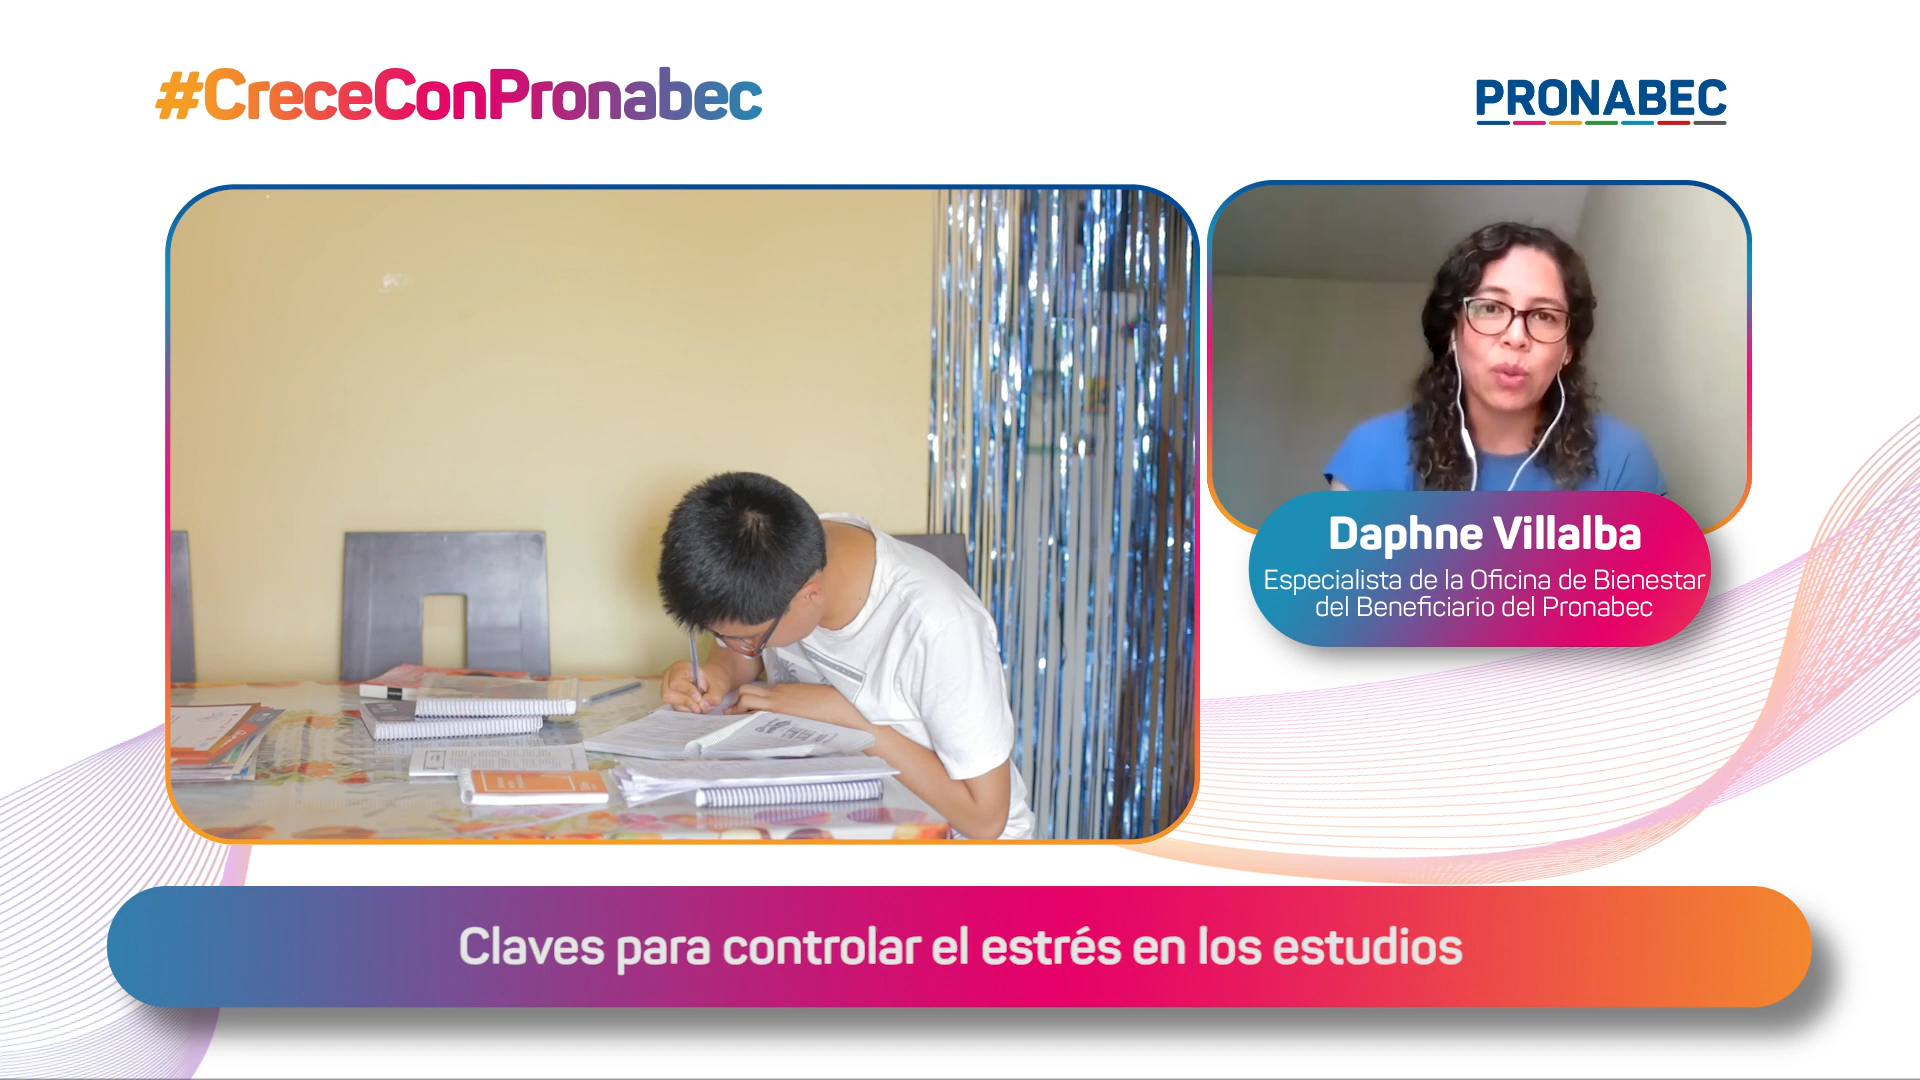 #CreceConPronabec
PRONABEC
Daphne Villalba
Especialista de la Oficina de Bienestar
del Beneficiario del Pronabec
Claves para controlar el estrés en los estudios